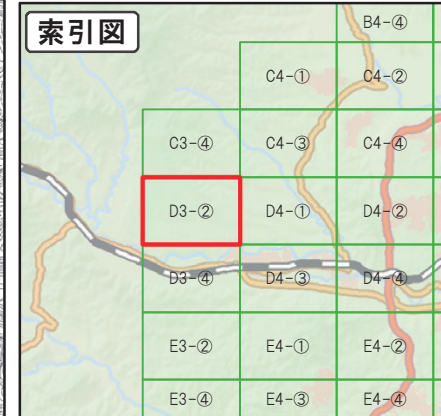 索引図
B4-④
C4-① C4-②
C3-④ C4-③ C4-④
D3-② D4-① D4-②
D3-④ D4-③ D4-④
E3-② E4-① E4-②
E3-④ E4-③ E4-④